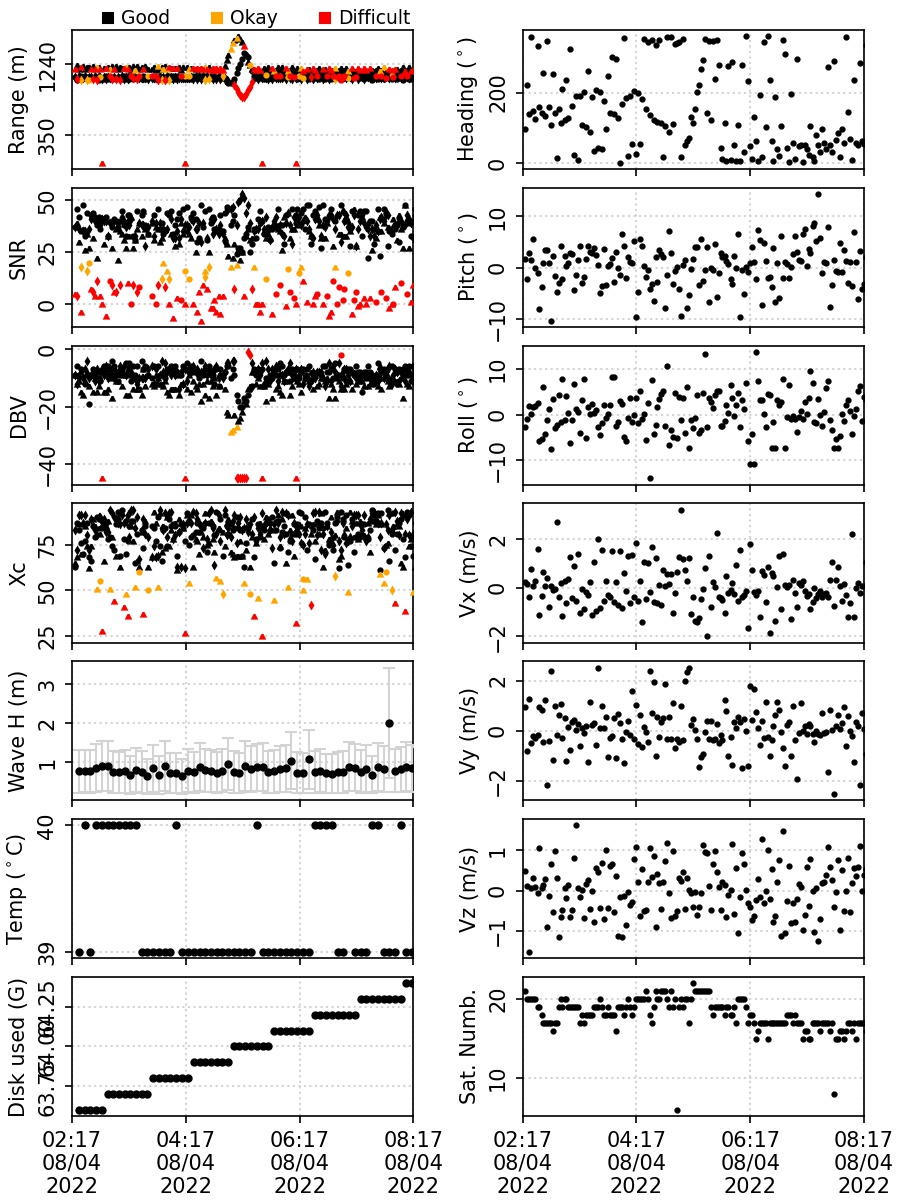 Good Okay Difficult
Range (m)
1240
350
Heading (°)
200
0
SNR
50
25
0
Pitch (°)
10
0
−10
DBV
0
−20
−40
Roll (°)
10
0
−10
Xc
75
50
25
Vx (m/s)
2
0
−2
Wave H (m)
3
2
1
Vy (m/s)
2
0
−2
Temp (°C)
40
39
Vz (m/s)
1
0
−1
Disk used (G)
64.25
64.00
63.75
Sat. Numb.
20
10
02:17 04:17 06:17 08:17 02:17 04:17 06:17 08:17
08/04 08/04 08/04 08/04 08/04 08/04 08/04 08/04
2022 2022 2022 2022 2022 2022 2022 2022